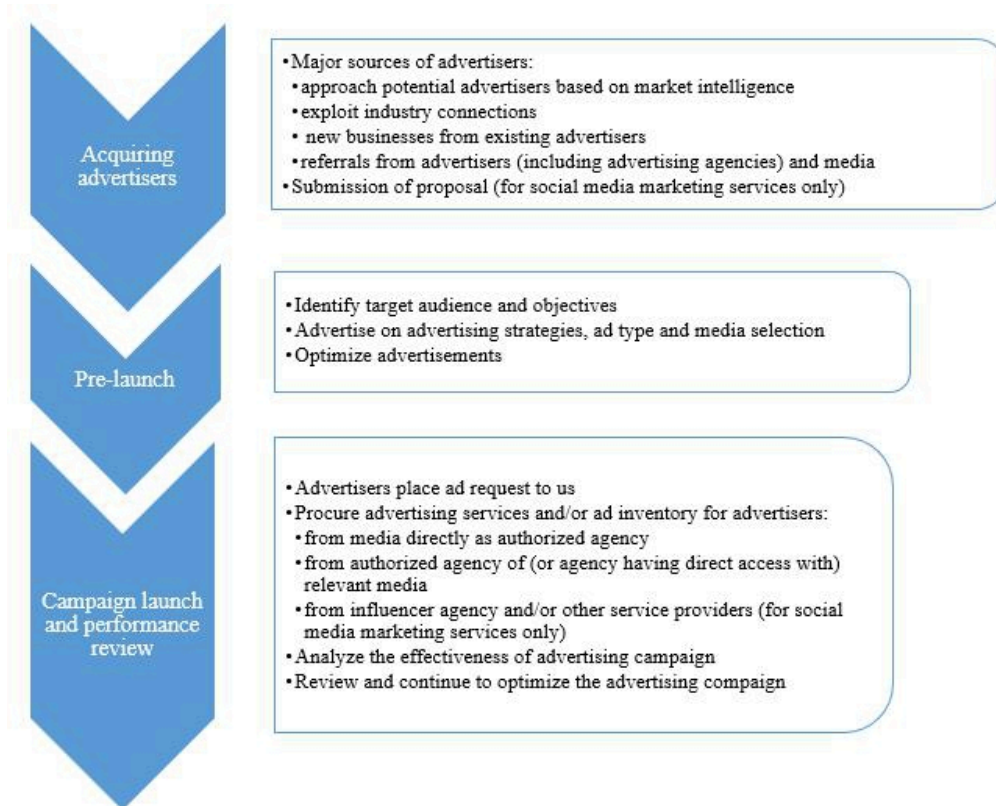 Acquiring
advertisers
•Major sources of advertisers:
•approach potential advertisers based on market intelligence
•exploit industry connections
• new businesses from existing advertisers
•referrals from advertisers (including advertising agencies) and media
•Submission of proposal (for social media marketing services only)
Pre-launch
•Identify target audience and objectives
•Advertise on advertising strategies, ad type and media selection
•Optimize advertisements
Campaign launch
and performance
review
•Advertisers place ad request to us
•Procure advertising services and/or ad inventory for advertisers:
•from media directly as authorized agency
•from authorized agency of (or agency having direct access with)
relevant media
•from influencer agency and/or other service providers (for social
media marketing services only)
•Analyze the effectiveness of advertising campaign
•Review and continue to optimize the advertising compaign